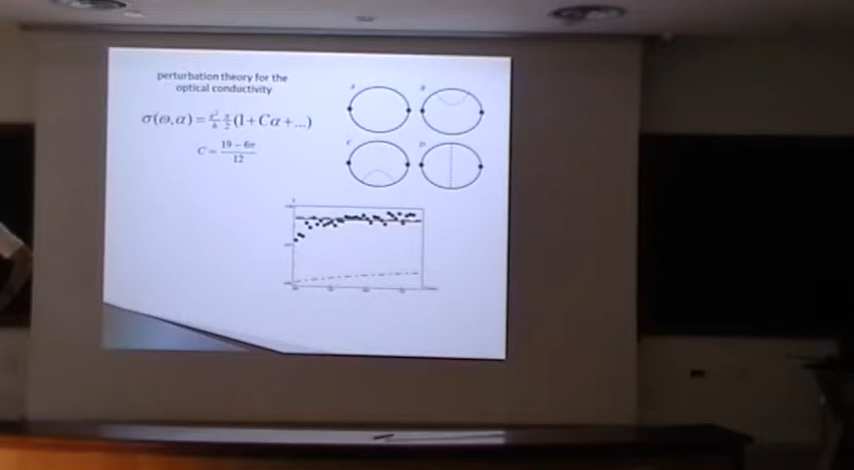 perturbation theory for the
optical conductivity
σ(ω,α) = e²/ħ π/2 (1+Cα+...)
C = 19 − 6π / 12
A
B
C
D